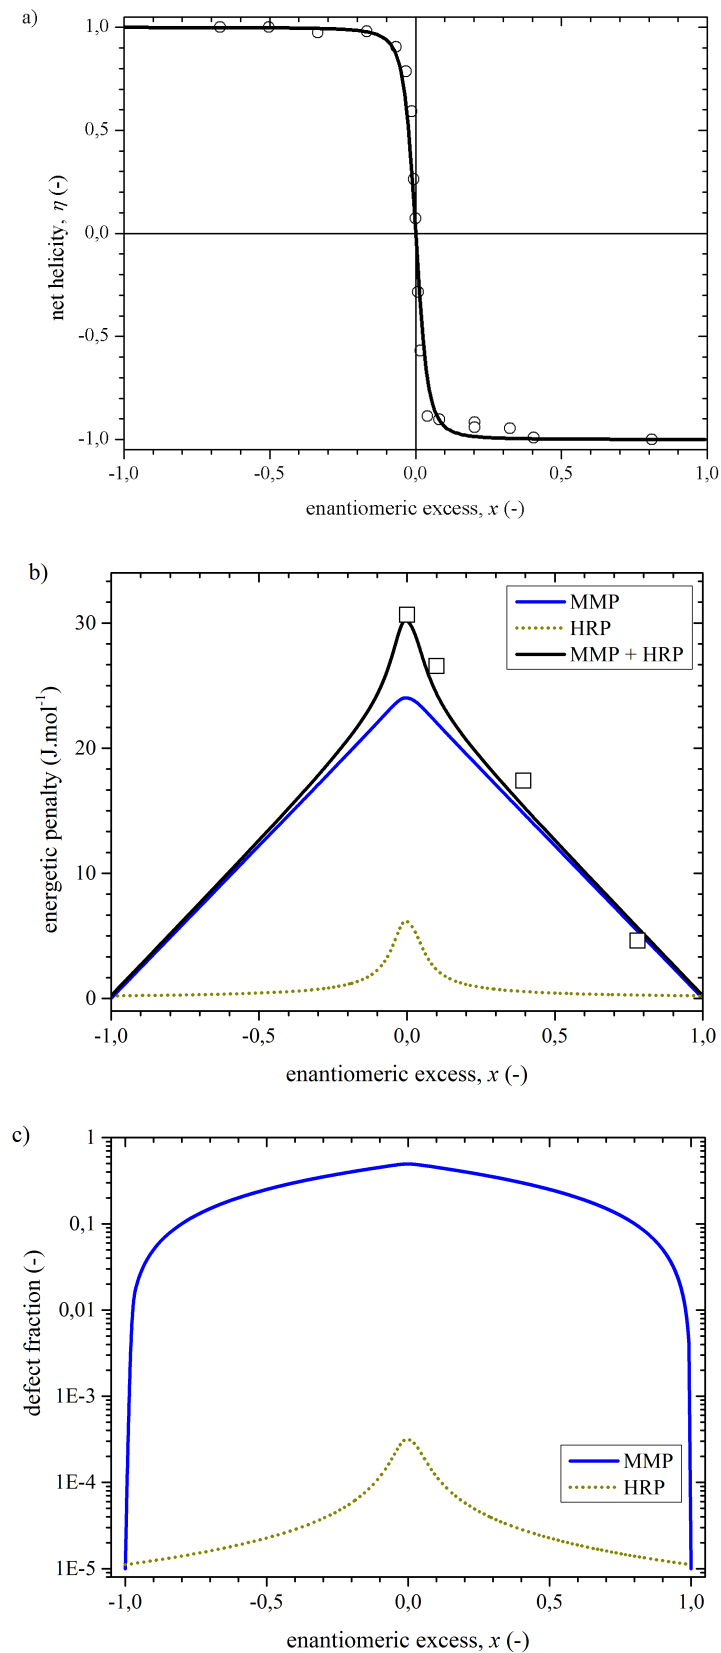 a)
1,0
0,5
0,0
-0,5
-1,0
net helicity, η (-)
-1,0 -0,5 0,0 0,5 1,0
enantiomeric excess, x (-)
b)
30
20
10
0
energetic penalty (J.mol-1)
MMP
HRP
MMP + HRP
-1,0 -0,5 0,0 0,5 1,0
enantiomeric excess, x (-)
c)
1
0,1
0,01
1E-3
1E-4
1E-5
defect fraction (-)
MMP
HRP
-1,0 -0,5 0,0 0,5 1,0
enantiomeric excess, x (-)